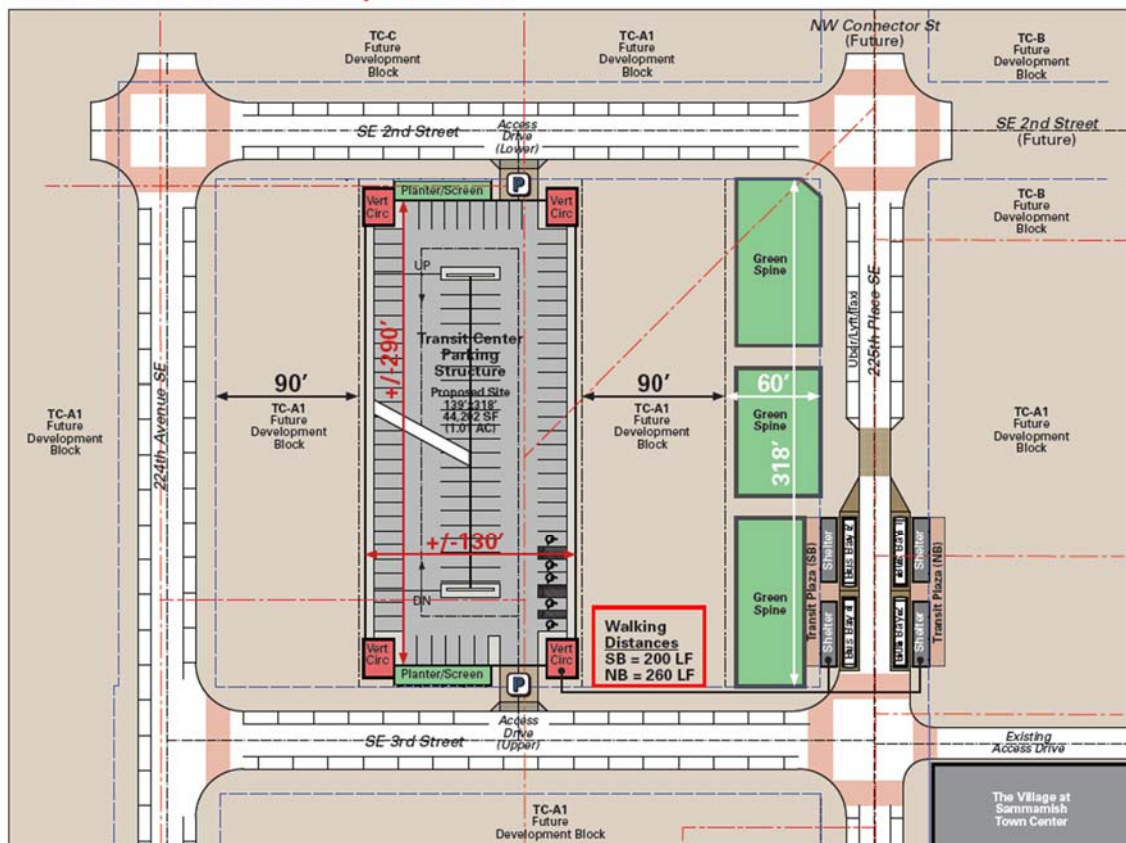 NW Connector St
(Future)
TC-C
Future
Development
Block
TC-A1
Future
Development
Block
TC-B
Future
Development
Block
SE 2nd Street
Access
Drive
(Lower)
SE 2nd Street
(Future)
P
Vert
Circ
Planter/Screen
Vert
Circ
TC-B
Future
Development
Block
UP
Green
Spine
Uber/Lyft/Taxi
225th Place SE
224th Avenue SE
+/-290'
Transit Center
Parking
Structure
Proposed Site
139'x318'
44,202 SF
(1.01 AC)
90'
TC-A1
Future
Development
Block
90'
TC-A1
Future
Development
Block
60'
Green
Spine
318'
TC-A1
Future
Development
Block
TC-A1
Future
Development
Block
+/-130'
DN
Green
Spine
Transit Plaza (SB)
Shelter
Shelter
Shelter
Shelter
Transit Plaza (NB)
Walking
Distances
SB = 200 LF
NB = 260 LF
Vert
Circ
Planter/Screen
Vert
Circ
P
SE 3rd Street
Access
Drive
(Upper)
Existing
Access Drive
TC-A1
Future
Development Block
The Village at
Sammamish
Town Center